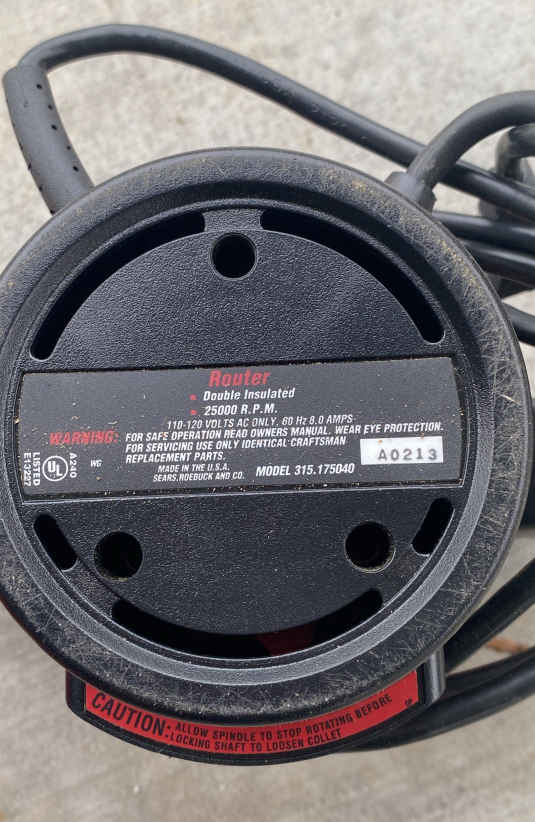 Router
Double Insulated
25000 R.P.M.
110-120 VOLTS AC ONLY, 60 Hz 8.0 AMPS
WARNING: FOR SAFE OPERATION READ OWNERS MANUAL. WEAR EYE PROTECTION.
FOR SERVICING USE ONLY IDENTICAL CRAFTSMAN
REPLACEMENT PARTS.
A0213
MADE IN THE U.S.A.
SEARS, ROEBUCK AND CO.
MODEL 315.175040
WG
A240
UL
LISTED
E13227
CAUTION: ALLOW SPINDLE TO STOP ROTATING BEFORE
LOCKING SHAFT TO LOOSEN COLLET